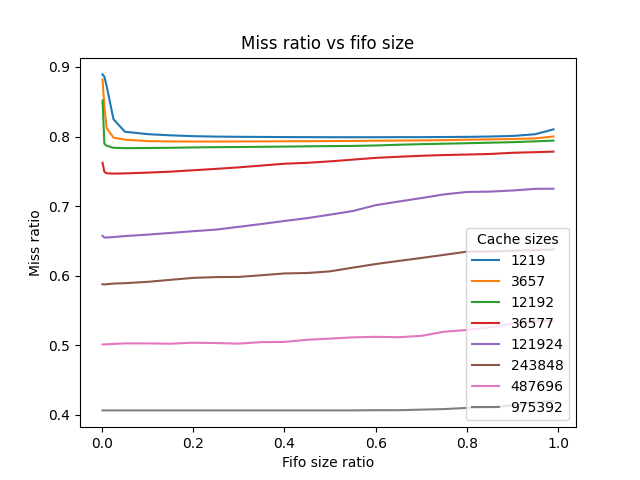 Miss ratio vs fifo size
Miss ratio
0.9
0.8
0.7
0.6
0.5
0.4
0.0 0.2 0.4 0.6 0.8 1.0
Fifo size ratio
Cache sizes
1219
3657
12192
36577
121924
243848
487696
975392